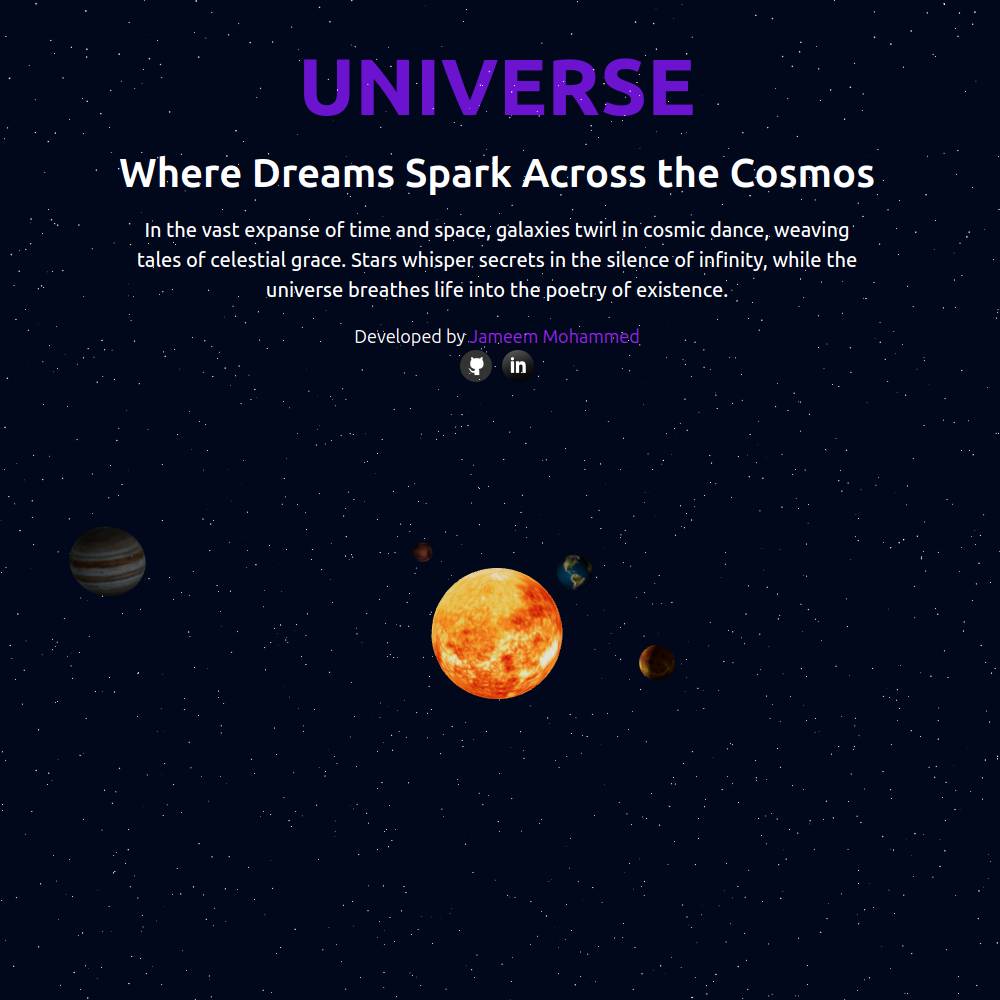 UNIVERSE
Where Dreams Spark Across the Cosmos
In the vast expanse of time and space, galaxies twirl in cosmic dance, weaving
tales of celestial grace. Stars whisper secrets in the silence of infinity, while the
universe breathes life into the poetry of existence.
Developed by Jameem Mohammed
in